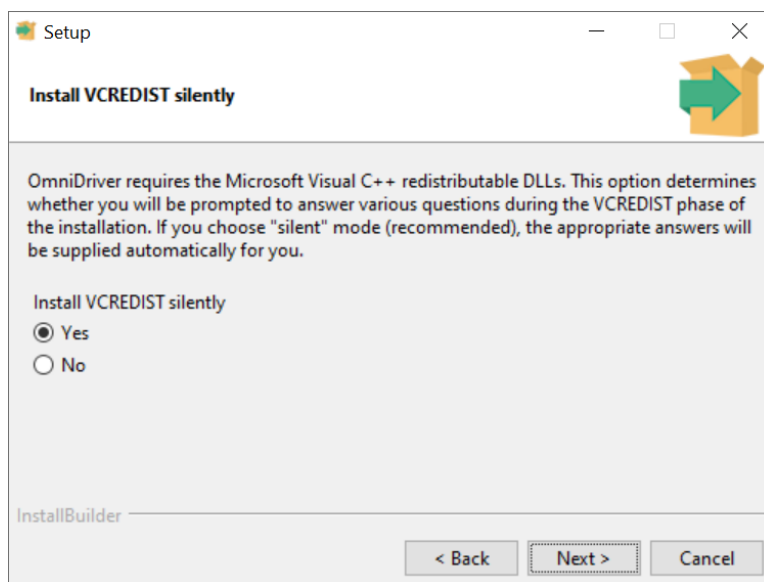 Setup
Install VCREDIST silently
OmniDriver requires the Microsoft Visual C++ redistributable DLLs. This option determines
whether you will be prompted to answer various questions during the VCREDIST phase of
the installation. If you choose "silent" mode (recommended), the appropriate answers will
be supplied automatically for you.
Install VCREDIST silently
Yes
No
InstallBuilder
< Back
Next >
Cancel